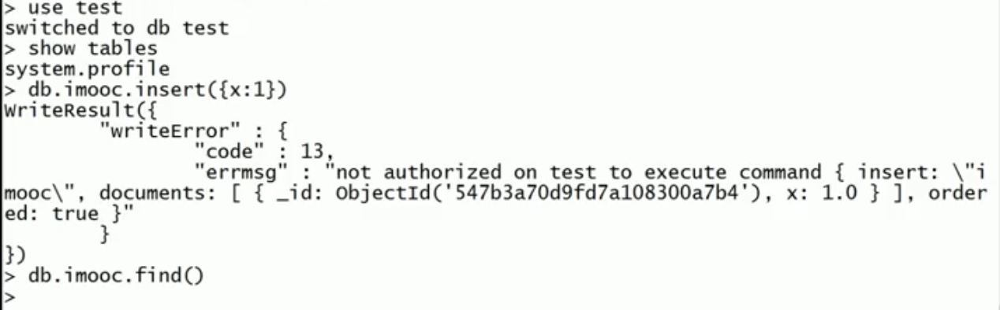 > use test
switched to db test
> show tables
system.profile
> db.imooc.insert({x:1})
WriteResult({
"writeError" : {
"code" : 13,
"errmsg" : "not authorized on test to execute command { insert: \"i
mooc\", documents: [ { _id: ObjectId('547b3a70d9fd7a108300a7b4'), x: 1.0 } ], order
ed: true }"
}
})
> db.imooc.find()
>